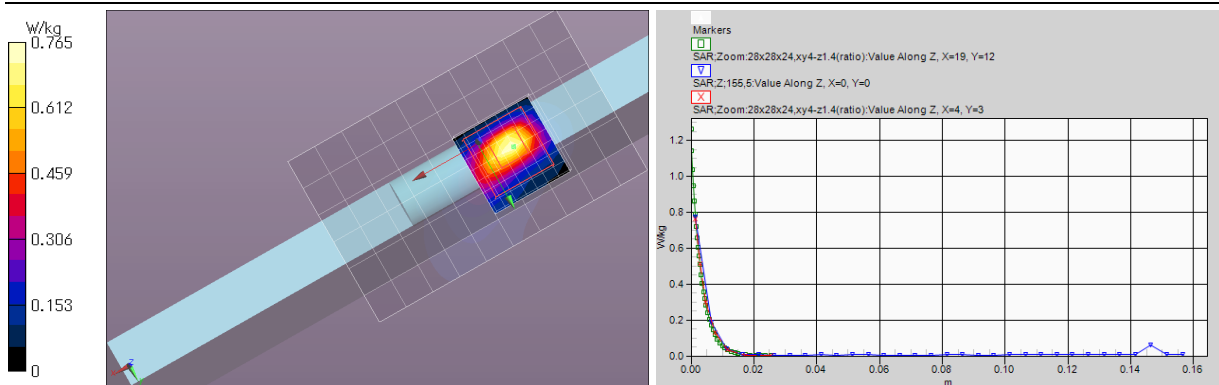 W/kg
0.765
0.612
0.459
0.306
0.153
0
Z
Markers
SAR;Zoom:28x28x24,xy4-z1.4(ratio):Value Along Z, X=19, Y=12
SAR;Z;155,5:Value Along Z, X=0, Y=0
SAR;Zoom:28x28x24,xy4-z1.4(ratio):Value Along Z, X=4, Y=3
1.2
1.0
0.8
0.6
0.4
0.2
0.0
W/kg
0.00 0.02 0.04 0.06 0.08 0.10 0.12 0.14 0.16
m